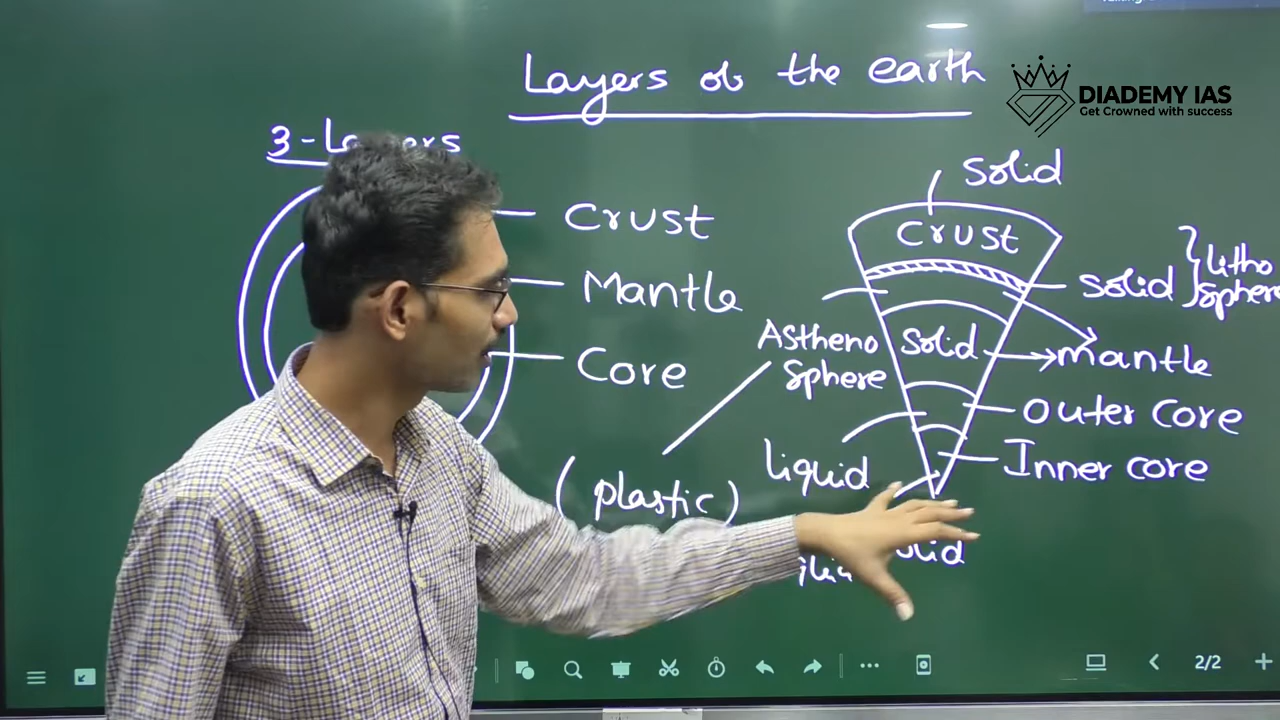 Layers of the earth
DIADEMY IAS
Get Crowned with success
3-Layers
Solid
Crust
Crust
Mantle
Solid
Litho
Sphere
Astheno
Sphere
Solid
mantle
Core
Outer Core
liquid
Inner core
(plastic)
2/2